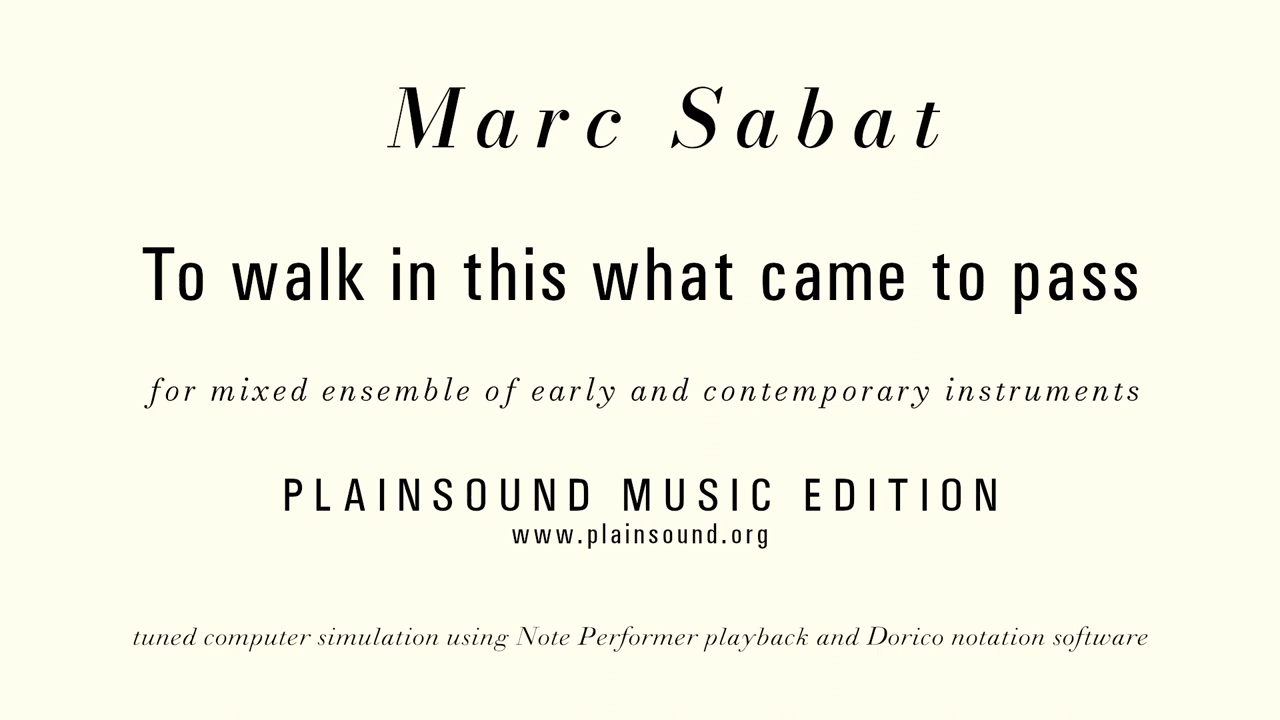 Marc Sabat
To walk in this what came to pass
for mixed ensemble of early and contemporary instruments
PLAINSOUND MUSIC EDITION
www.plainsound.org
tuned computer simulation using Note Performer playback and Dorico notation software